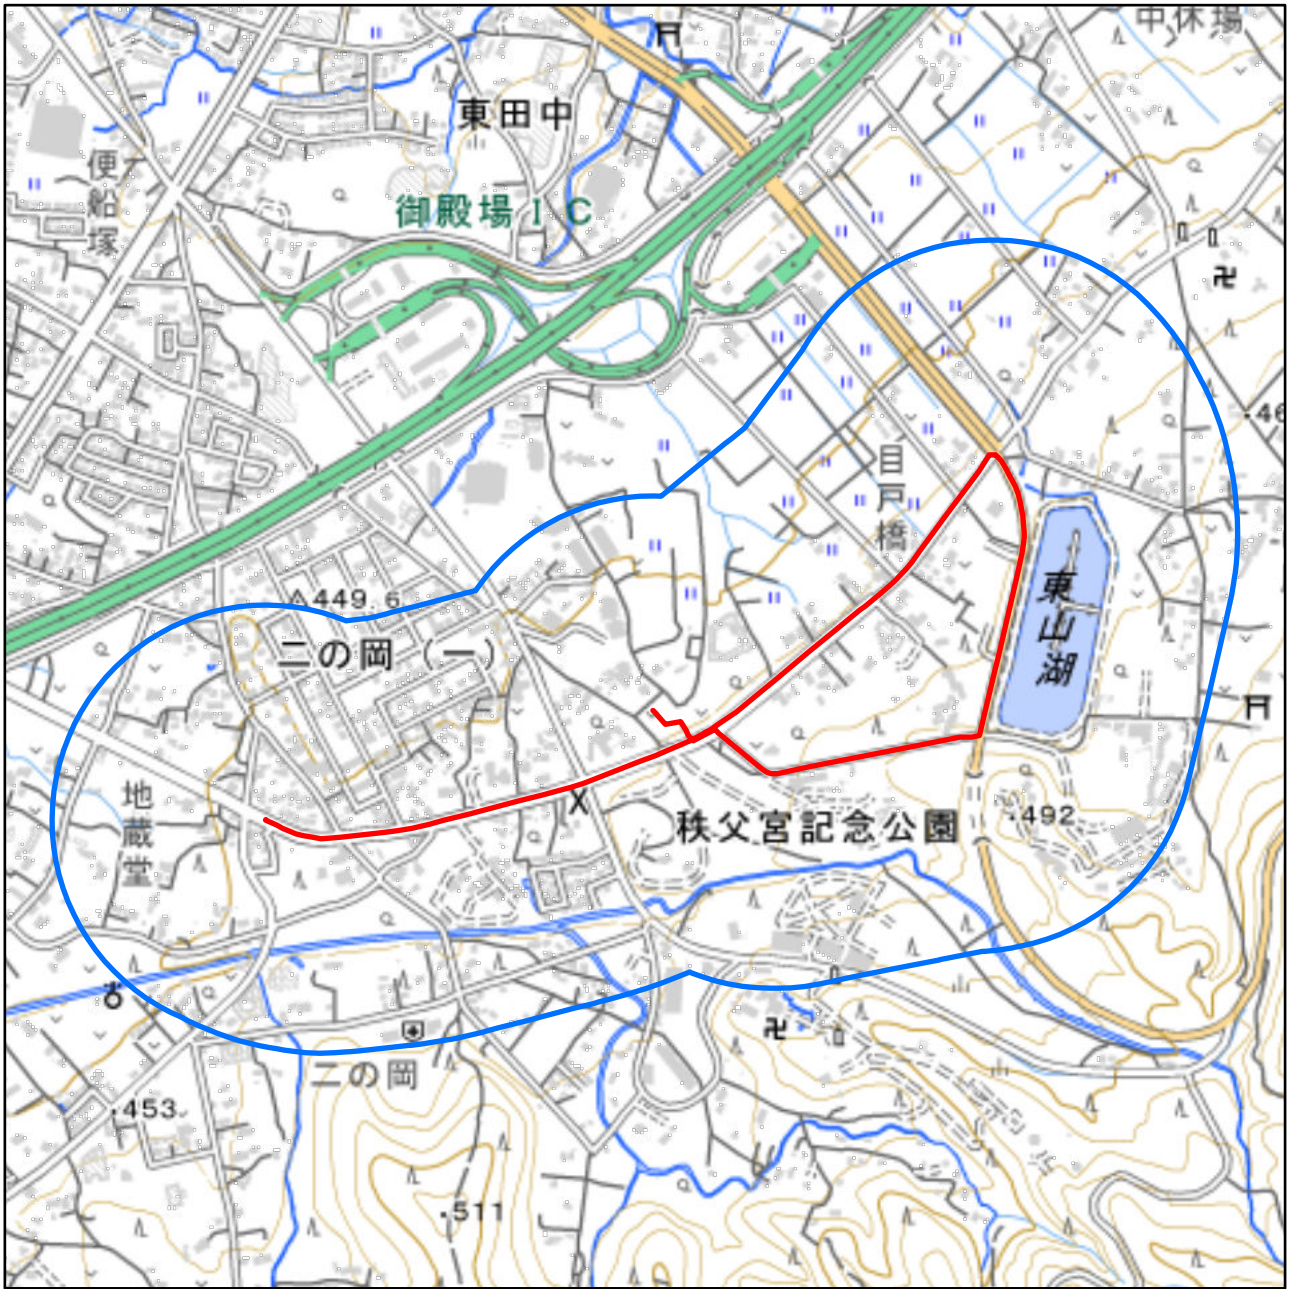 中休場
東田中
便船塚
御殿場IC
・46
目戸橋
449.6
二の岡(一)
東山湖
地蔵堂
秩父宮記念公園
・492
二の岡
・453
・511